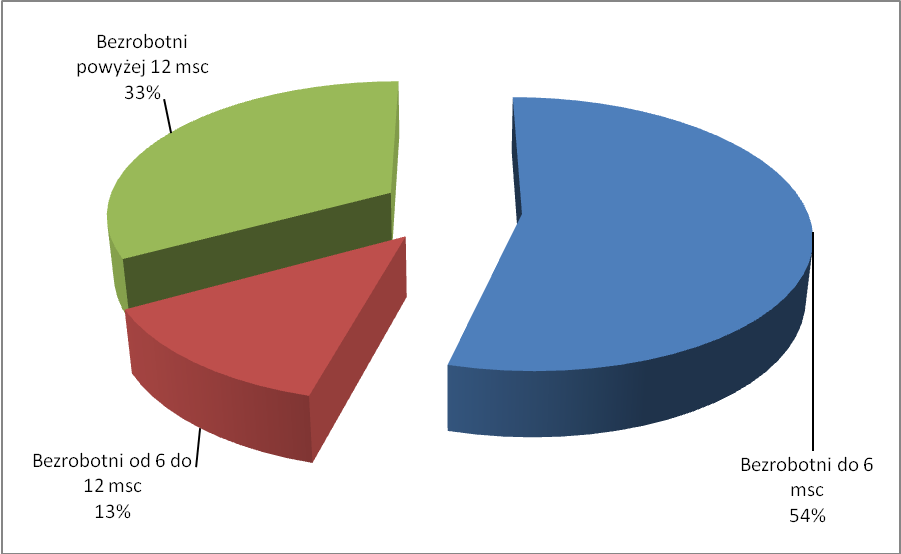 Bezrobotni
powyżej 12 msc
33%
Bezrobotni od 6 do
12 msc
13%
Bezrobotni do 6
msc
54%